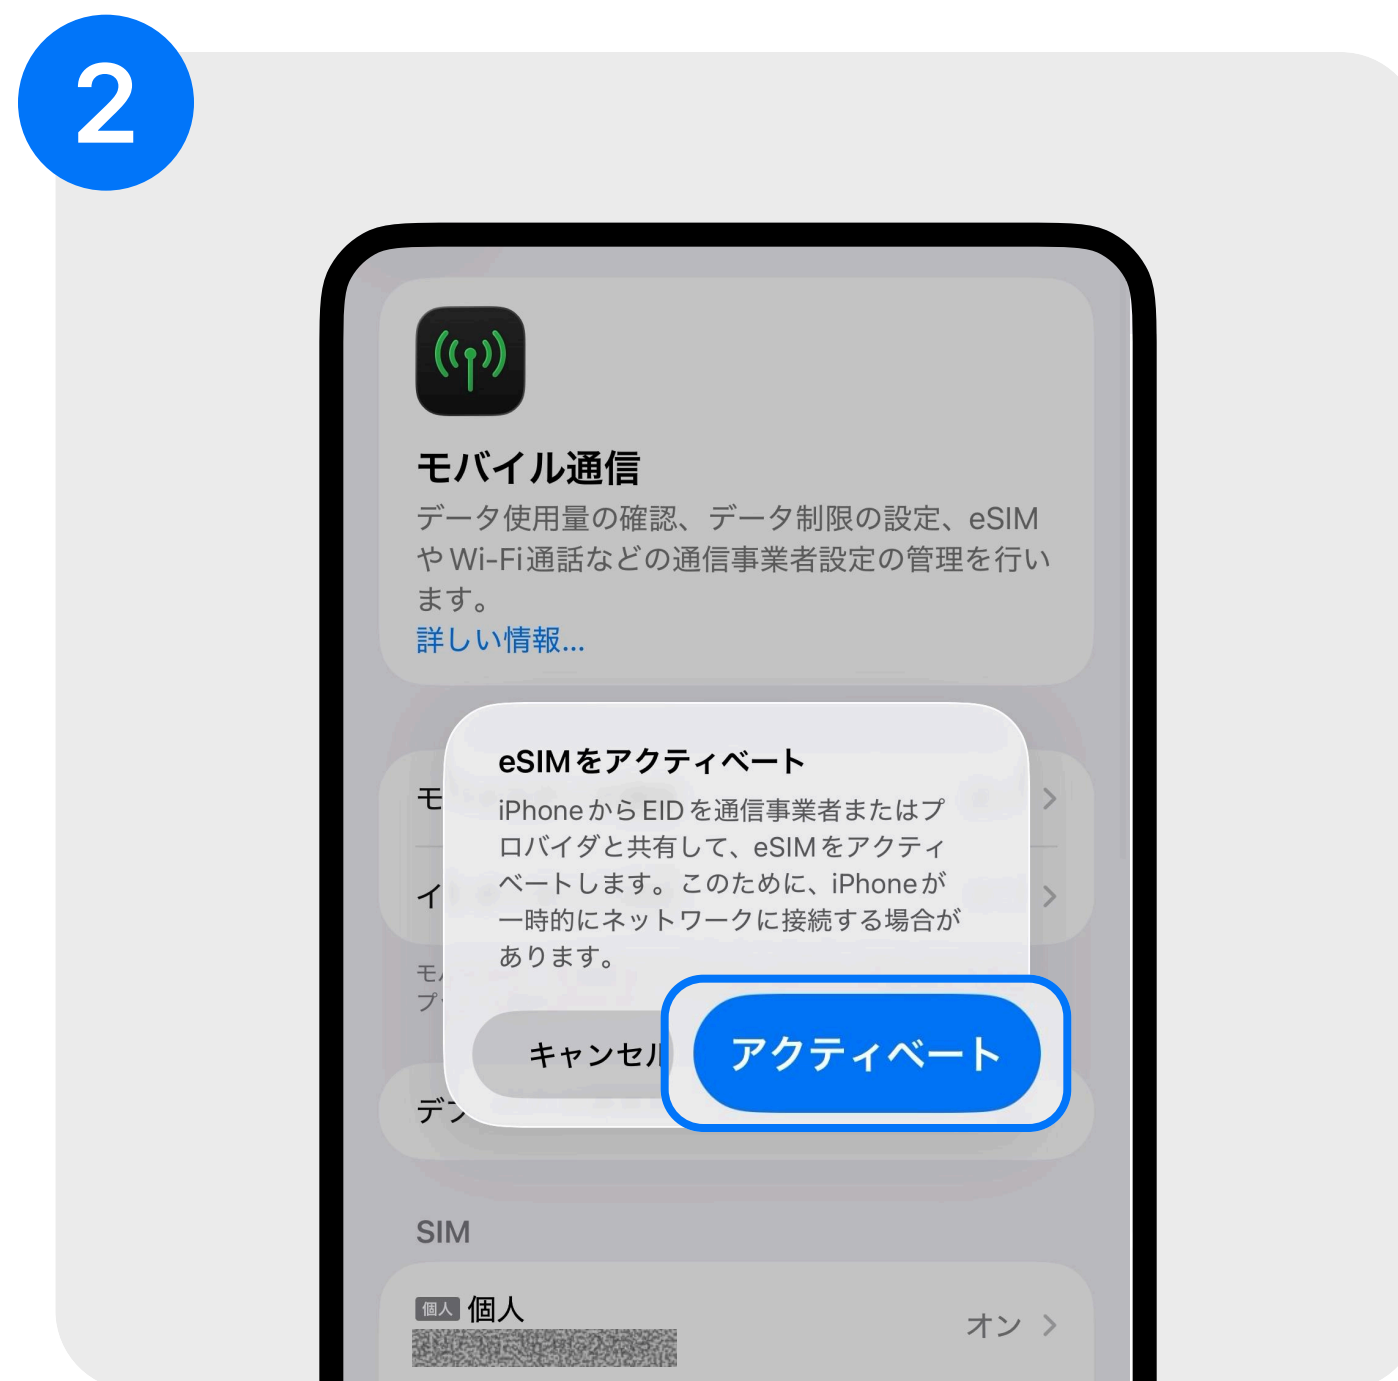 2
モバイル通信
データ使用量の確認、データ制限の設定、eSIM
やWi-Fi通話などの通信事業者設定の管理を行い
ます。
詳しい情報...
eSIMをアクティベート
iPhoneからEIDを通信事業者またはプ
ロバイダと共有して、eSIMをアクティ
ベートします。このために、iPhoneが
一時的にネットワークに接続する場合が
あります。
キャンセル
アクティベート
モ
イ
モバ
プ
デフ
SIM
個人 個人
オン